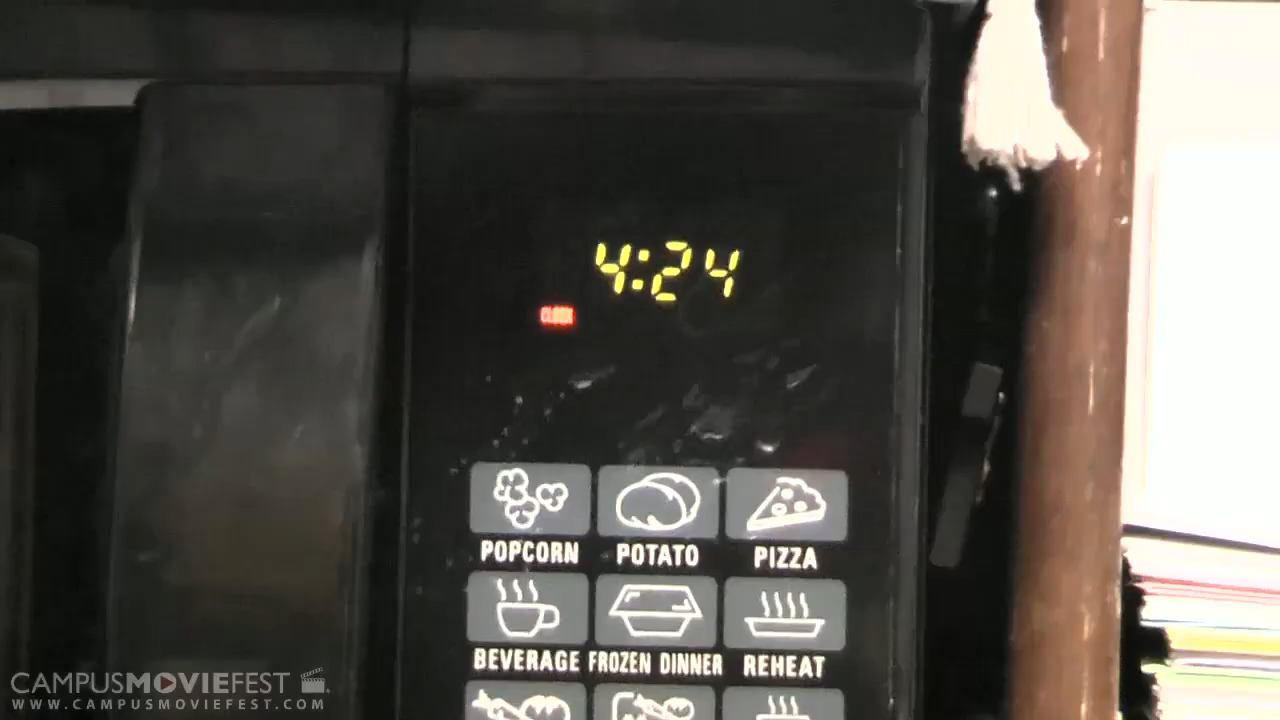 4:24
CLOCK
POPCORN POTATO PIZZA
BEVERAGE FROZEN DINNER REHEAT
CAMPUSMOVIEFEST
WWW.CAMPUSMOVIEFEST.COM